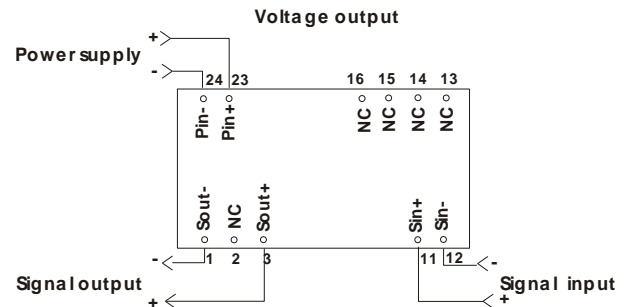 Voltage output
+
Power supply
-
24 23 16 15 14 13
Pin- Pin+ NC NC NC NC
Sout- NC Sout+ Sin+ Sin-
- 1 2 3 11 12 -
Signal output Signal input
+ +